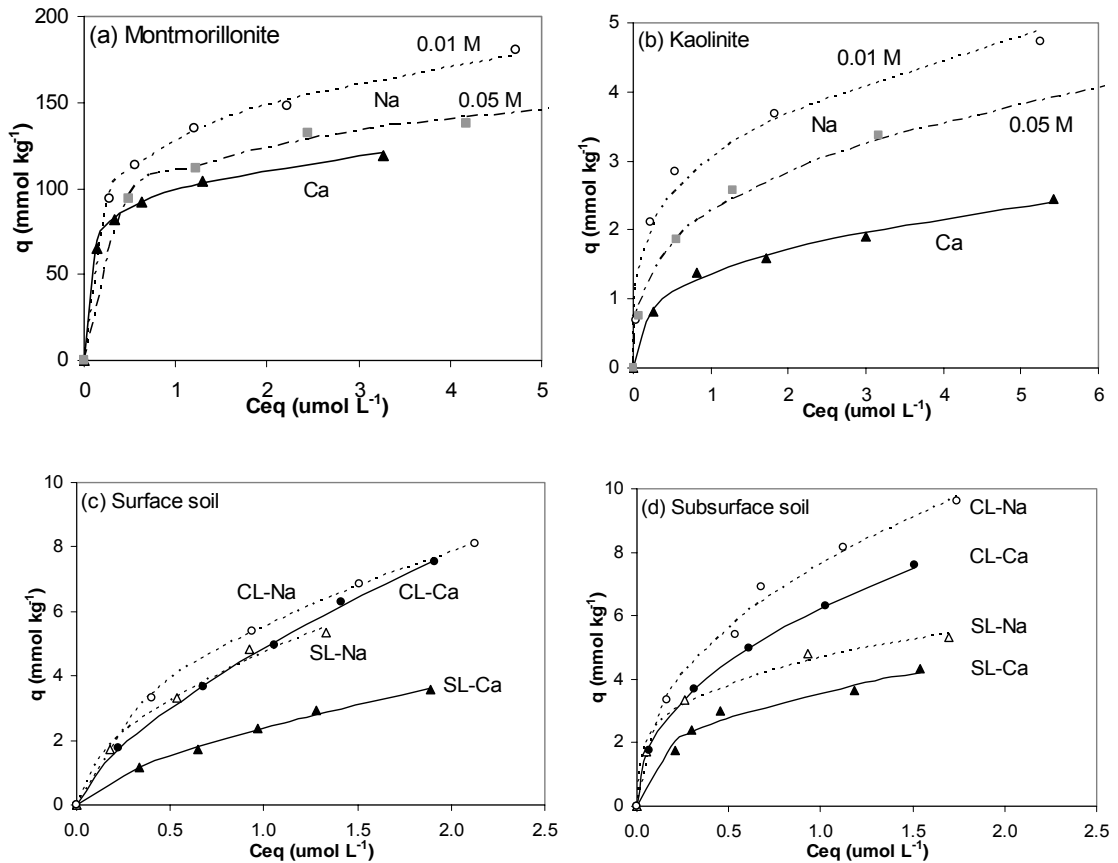 (a) Montmorillonite
200
150
100
50
0
q (mmol kg-1)
0.01 M
Na
0.05 M
Ca
0 1 2 3 4 5
Ceq (umol L-1)
(b) Kaolinite
5
4
3
2
1
0
q (mmol kg-1)
0.01 M
Na
0.05 M
Ca
0 1 2 3 4 5 6
Ceq (umol L-1)
(c) Surface soil
10
8
6
4
2
0
q (mmol kg-1)
CL-Na
CL-Ca
SL-Na
SL-Ca
0.0 0.5 1.0 1.5 2.0 2.5
Ceq (umol L-1)
(d) Subsurface soil
10
8
6
4
2
0
q (mmol kg-1)
CL-Na
CL-Ca
SL-Na
SL-Ca
0.0 0.5 1.0 1.5 2.0 2.5
Ceq (umol L-1)